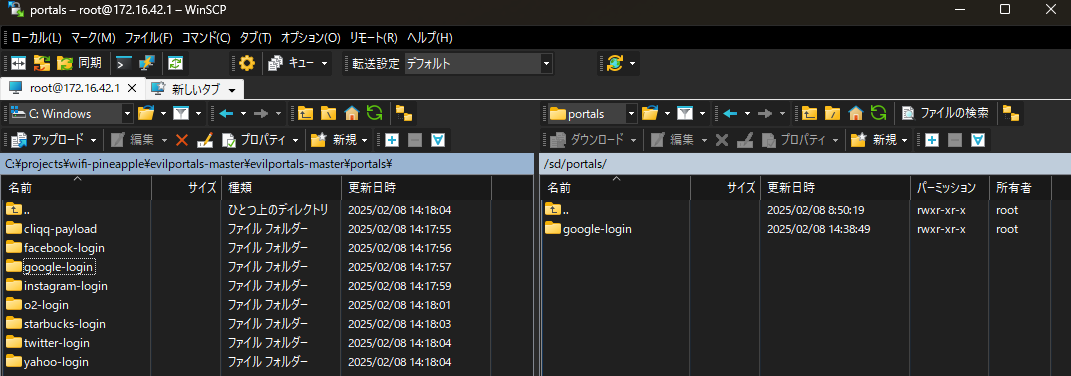 portals – root@172.16.42.1 – WinSCP
ローカル(L) マーク(M) ファイル(F) コマンド(C) タブ(T) オプション(O) リモート(R) ヘルプ(H)
同期 キュー 転送設定 デフォルト
root@172.16.42.1 × 新しいタブ
C: Windows portals ファイルの検索
アップロード 編集 プロパティ 新規 ダウンロード 編集 プロパティ 新規
C:¥projects¥wifi-pineapple¥evilportals-master¥evilportals-master¥portals¥ /sd/portals/
名前 サイズ 種類 更新日時 名前 サイズ 更新日時 パーミッション 所有者
.. ひとつ上のディレクトリ 2025/02/08 14:18:04 .. 2025/02/08 8:50:19 rwxr-xr-x root
cliqq-payload ファイル フォルダー 2025/02/08 14:17:55 google-login 2025/02/08 14:38:49 rwxr-xr-x root
facebook-login ファイル フォルダー 2025/02/08 14:17:56
google-login ファイル フォルダー 2025/02/08 14:17:57
instagram-login ファイル フォルダー 2025/02/08 14:17:59
o2-login ファイル フォルダー 2025/02/08 14:18:01
starbucks-login ファイル フォルダー 2025/02/08 14:18:03
twitter-login ファイル フォルダー 2025/02/08 14:18:04
yahoo-login ファイル フォルダー 2025/02/08 14:18:04